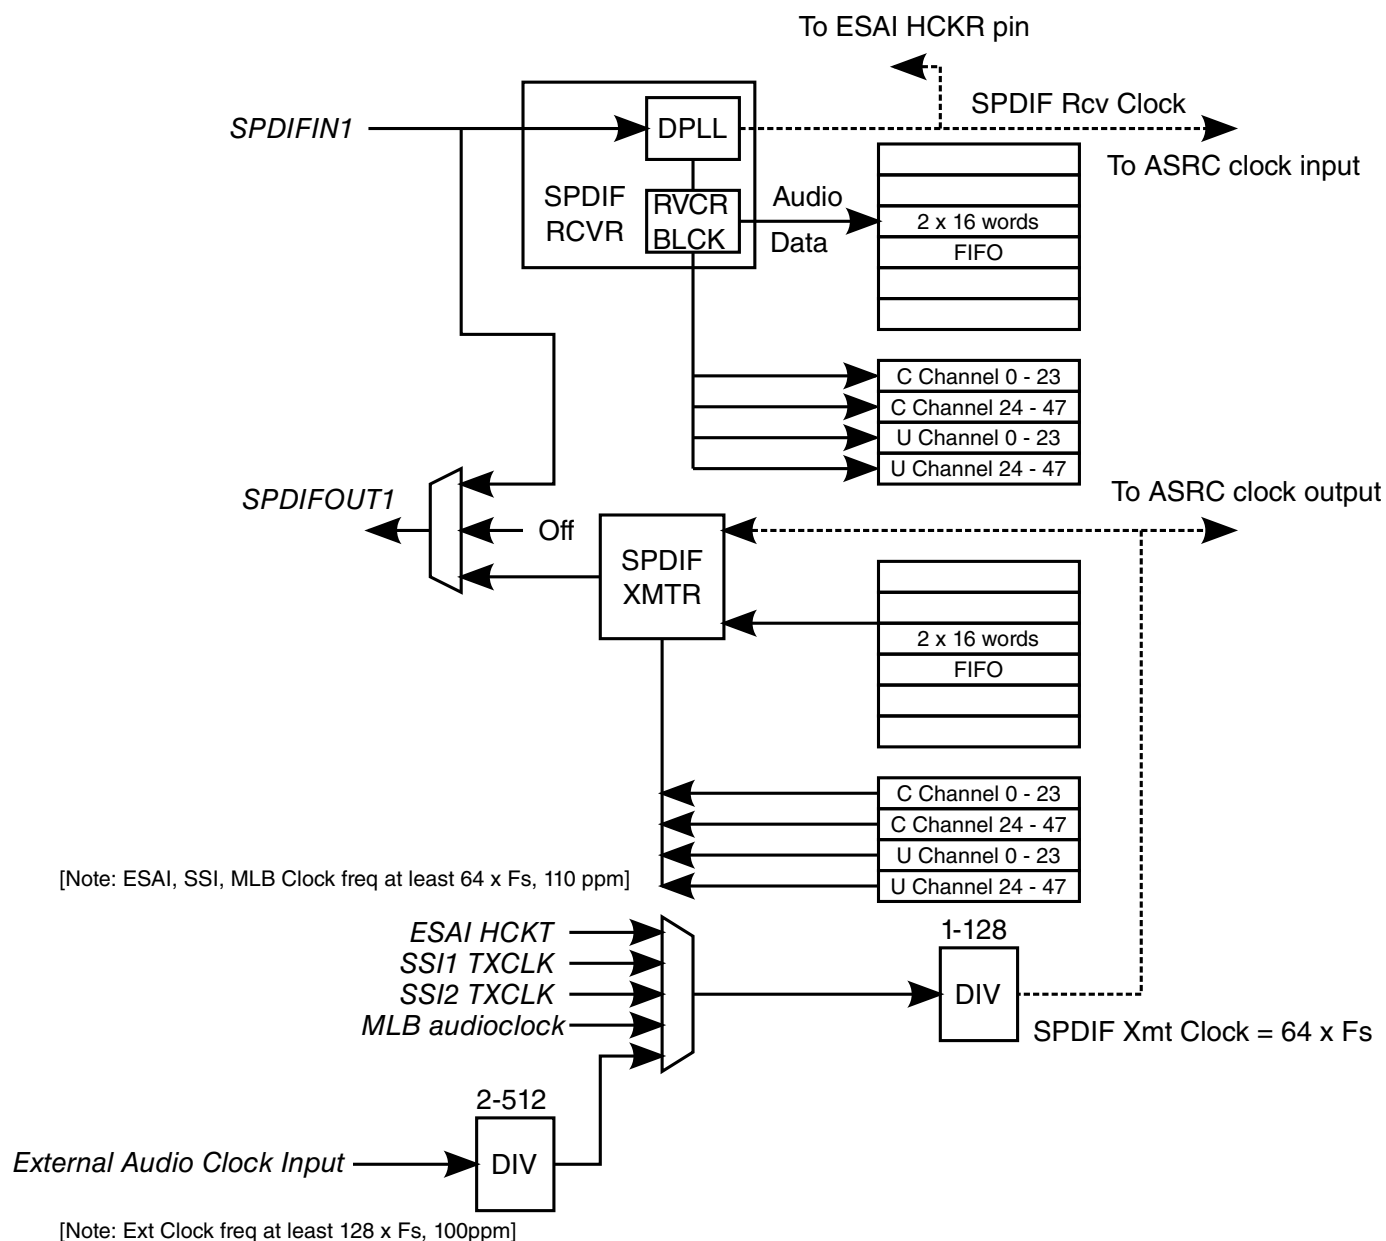 To ESAI HCKR pin
SPDIF Rcv Clock
SPDIFIN1
DPLL
To ASRC clock input
SPDIF
RCVR
RVCR
BLCK
Audio
Data
2 x 16 words
FIFO
C Channel 0 - 23
C Channel 24 - 47
U Channel 0 - 23
U Channel 24 - 47
SPDIFOUT1
Off
To ASRC clock output
SPDIF
XMTR
2 x 16 words
FIFO
C Channel 0 - 23
C Channel 24 - 47
U Channel 0 - 23
U Channel 24 - 47
[Note: ESAI, SSI, MLB Clock freq at least 64 x Fs, 110 ppm]
ESAI HCKT
SSI1 TXCLK
SSI2 TXCLK
MLB audioclock
1-128
DIV
SPDIF Xmt Clock = 64 x Fs
2-512
External Audio Clock Input
DIV
[Note: Ext Clock freq at least 128 x Fs, 100ppm]